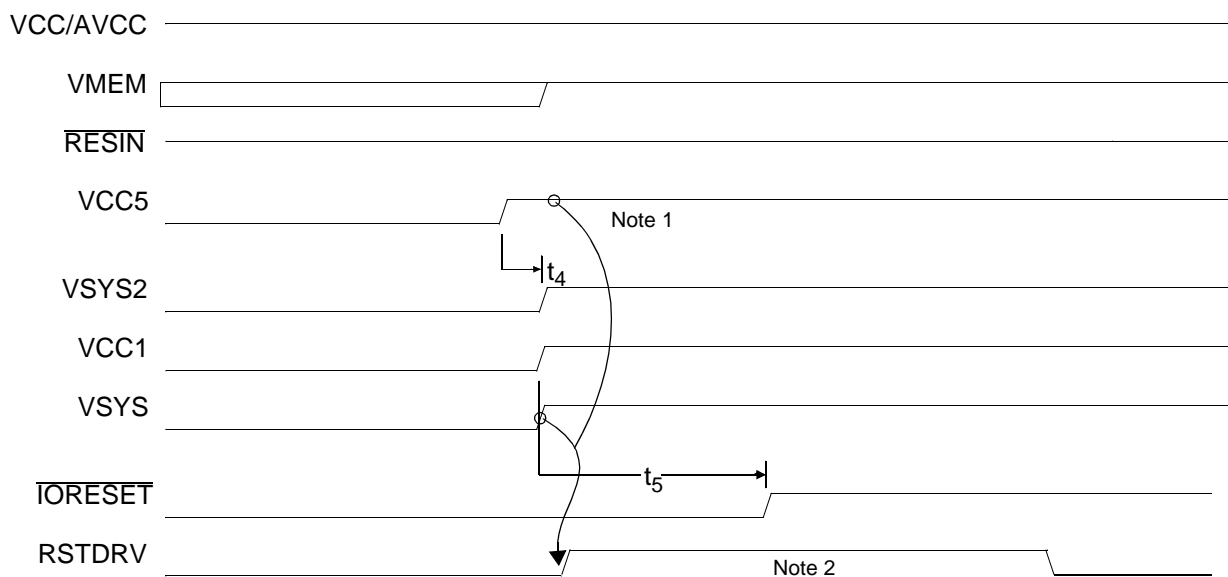 VCC/AVCC
VMEM
RESIN
VCC5
Note 1
t4
VSYS2
VCC1
VSYS
t5
IORESET
RSTDRV
Note 2